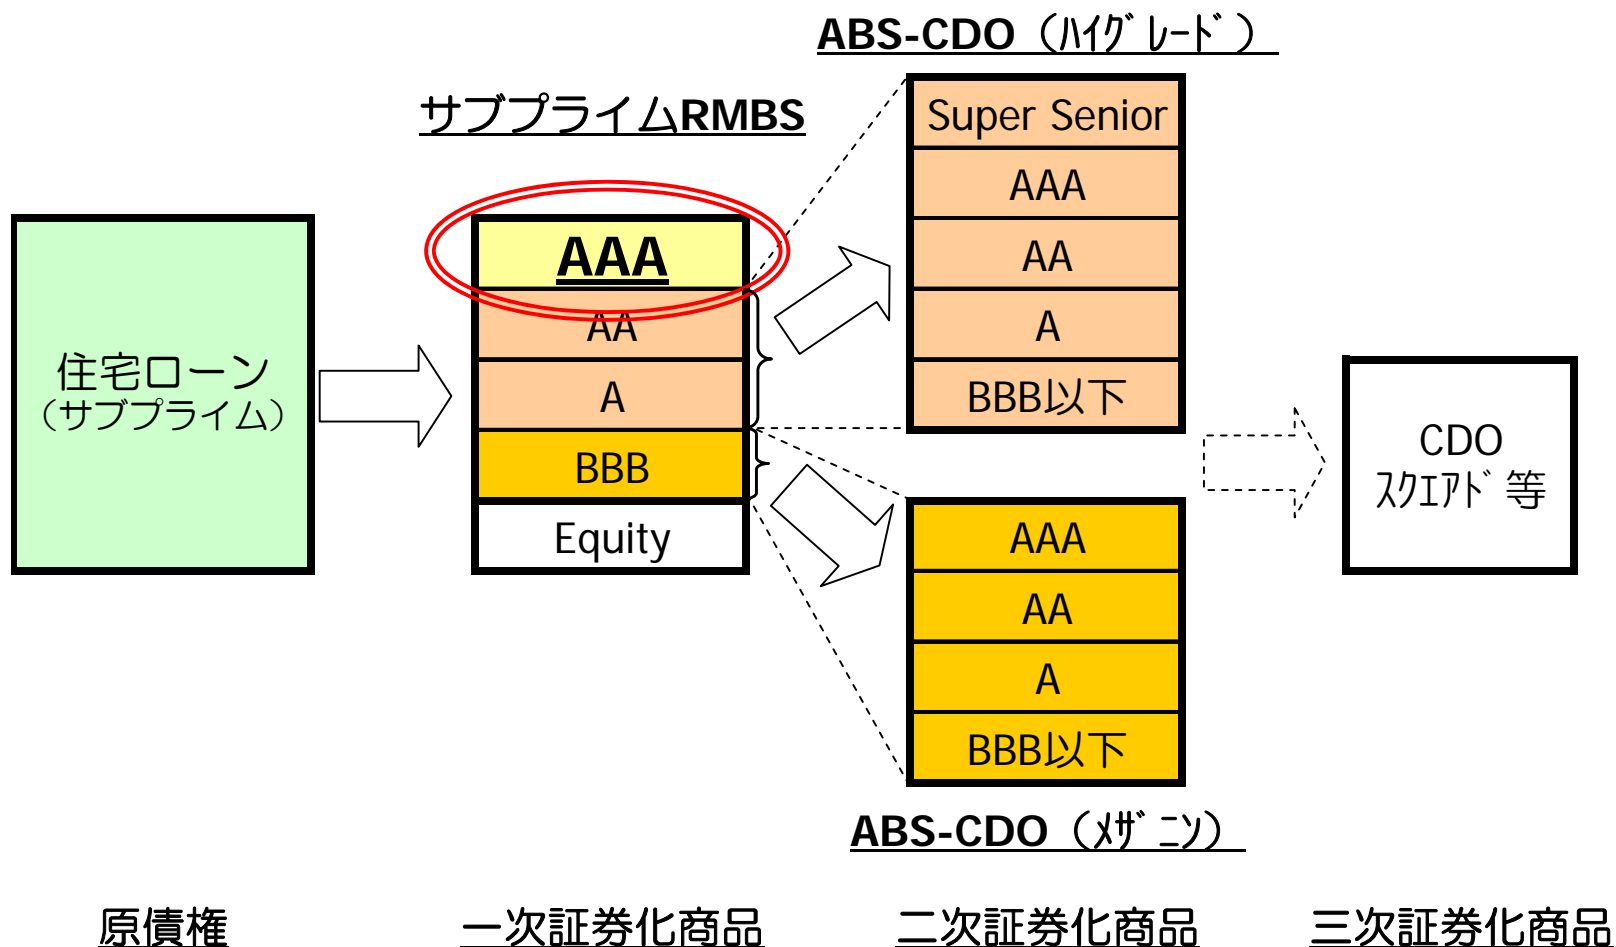 ABS-CDO（ﾊｲｸﾞﾚｰﾄﾞ）
サブプライムRMBS
住宅ローン
（サブプライム）
AAA
AA
A
BBB
Equity
Super Senior
AAA
AA
A
BBB以下
AAA
AA
A
BBB以下
ABS-CDO（ﾒｻﾞﾆﾝ）
CDO
ｽｸｴｱﾄﾞ等
原債権
一次証券化商品
二次証券化商品
三次証券化商品